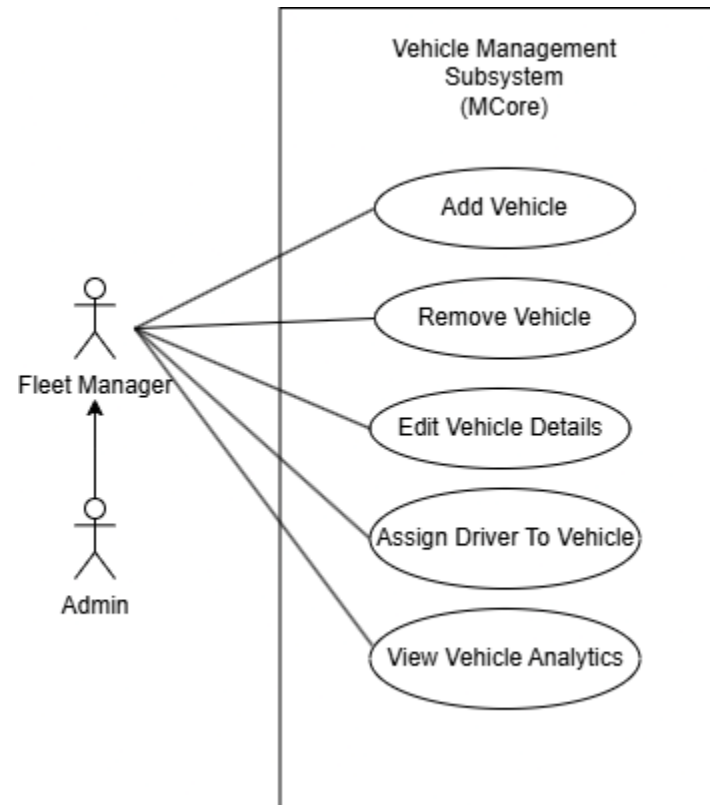 Vehicle Management
Subsystem
(MCore)
Add Vehicle
Remove Vehicle
Fleet Manager
Edit Vehicle Details
Assign Driver To Vehicle
Admin
View Vehicle Analytics